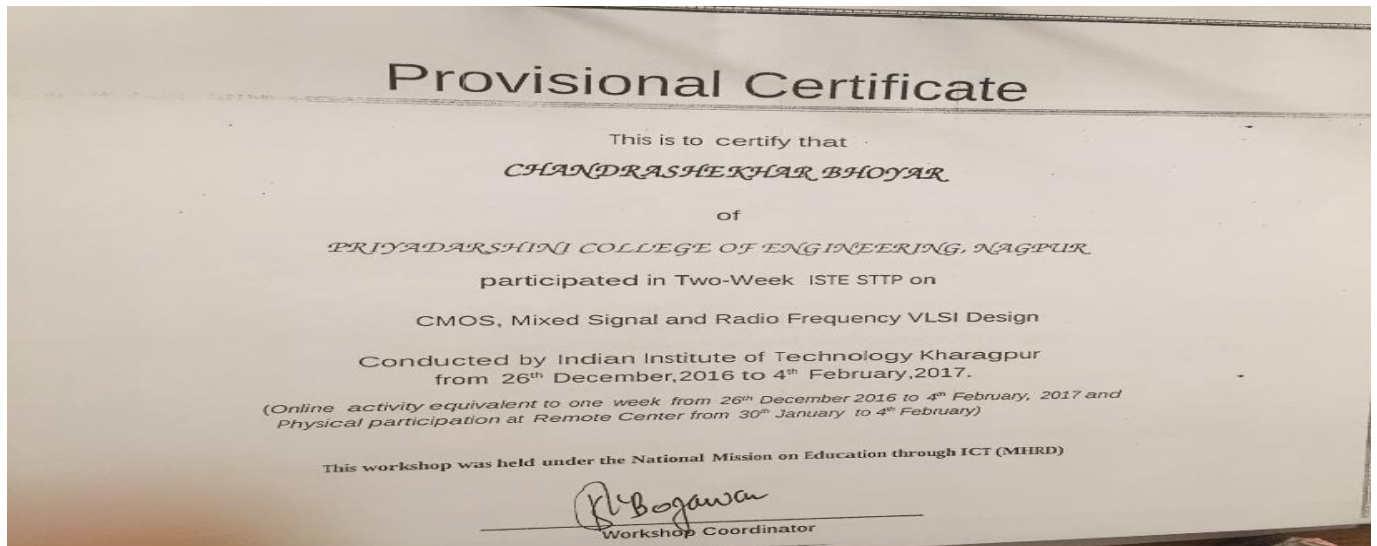 Provisional Certificate
This is to certify that
CHANDRASHEKHAR BHOYAR
of
PRIYADARSHINI COLLEGE OF ENGINEERING, NAGPUR
participated in Two-Week ISTE STTP on
CMOS, Mixed Signal and Radio Frequency VLSI Design
Conducted by Indian Institute of Technology Kharagpur
from 26th December,2016 to 4th February,2017.
(Online activity equivalent to one week from 26th December 2016 to 4th February, 2017 and
Physical participation at Remote Center from 30th January to 4th February)
This workshop was held under the National Mission on Education through ICT (MHRD)
Workshop Coordinator